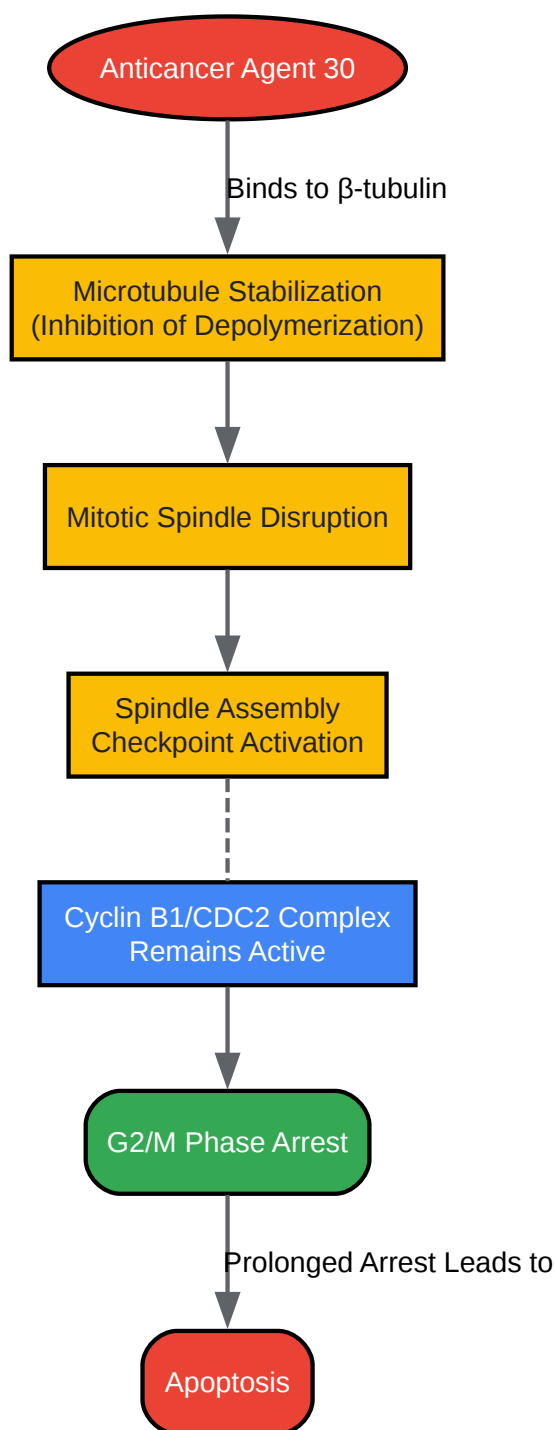 Anticancer Agent 30
Binds to β-tubulin
Microtubule Stabilization
(Inhibition of Depolymerization)
Mitotic Spindle Disruption
Spindle Assembly
Checkpoint Activation
Cyclin B1/CDC2 Complex
Remains Active
G2/M Phase Arrest
Prolonged Arrest Leads to
Apoptosis